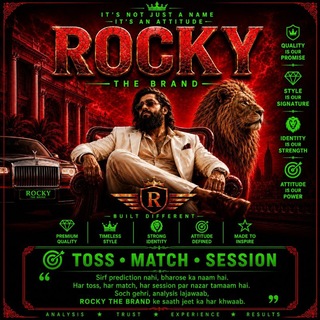 IT'S NOT JUST A NAME
IT'S AN ATTITUDE
ROCKY
THE BRAND
QUALITY
IS OUR
PROMISE
STYLE
IS OUR
SIGNATURE
IDENTITY
IS OUR
STRENGTH
ATTITUDE
IS OUR
POWER
ROCKY
R
BUILT DIFFERENT
PREMIUM
QUALITY
TIMELESS
STYLE
STRONG
IDENTITY
ATTITUDE
DEFINED
MADE TO
INSPIRE
TOSS • MATCH • SESSION
“ Sirf prediction nahi, bharose ka naam hai.
Har toss, har match, har session par nazar tamaam hai.
Soch gehri, analysis lajawaab,
ROCKY THE BRAND ke saath jeet ka har khwaab. ”
ANALYSIS ★ TRUST ★ EXPERIENCE ★ RESULTS